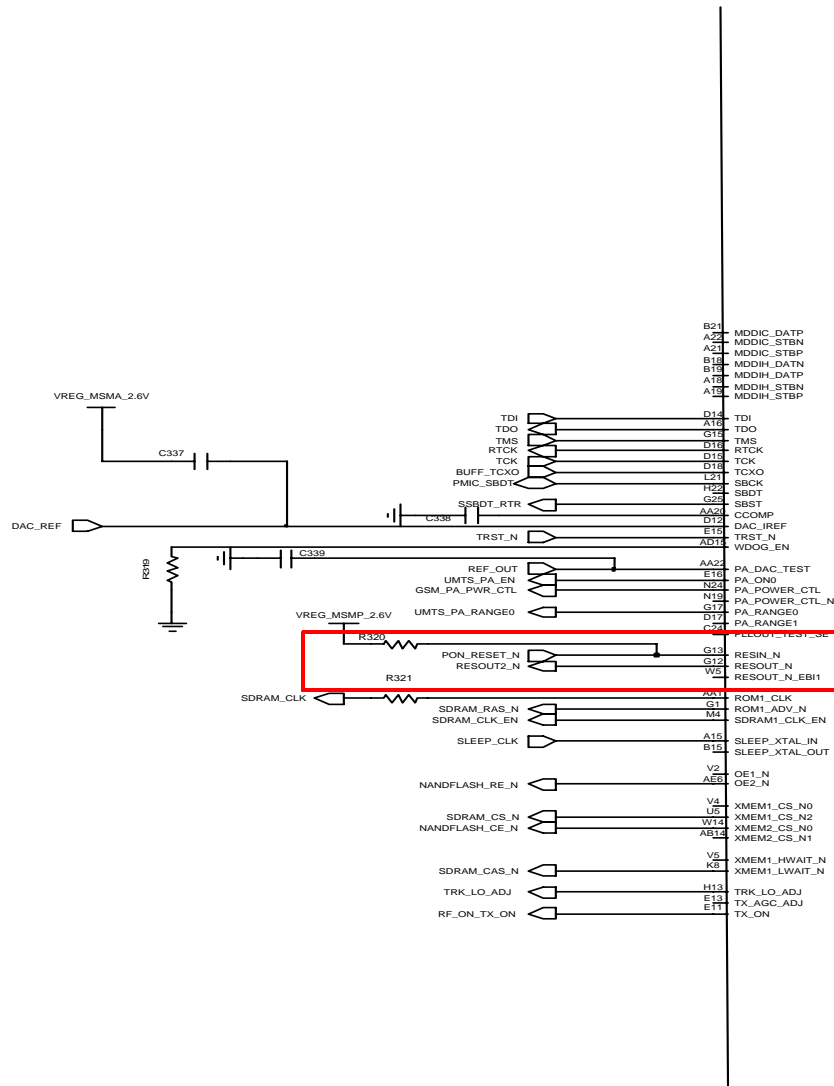 B21 MDDIC_DATP
A22 MDDIC_STBN
A21 MDDIC_STBP
B18 MDDIH_DATN
B19 MDDIH_DATP
A18 MDDIH_STBN
A19 MDDIH_STBP
VREG_MSMA_2.6V
TDI D14 TDI
TDO A16 TDO
TMS G15 TMS
RTCK D16 RTCK
TCK D15 TCK
C337
BUFF_TCXO D18 TCXO
PMIC_SBDT L21 SBCK
H22 SBDT
SSBDT_RTR G25 SBST
C338 AA20 CCOMP
DAC_REF D12 DAC_IREF
TRST_N E15 TRST_N
AD15 WDOG_EN
C339
R319
REF_OUT AA22 PA_DAC_TEST
UMTS_PA_EN E16 PA_ON0
GSM_PA_PWR_CTL N24 PA_POWER_CTL
N19 PA_POWER_CTL_N
UMTS_PA_RANGE0 G17 PA_RANGE0
VREG_MSMP_2.6V
D17 PA_RANGE1
C24 PLLOUT_TEST_SE
R320
PON_RESET_N G13 RESIN_N
RESOUT2_N G12 RESOUT_N
W5 RESOUT_N_EBI1
R321
SDRAM_CLK AA1 ROM1_CLK
SDRAM_RAS_N G1 ROM1_ADV_N
SDRAM_CLK_EN M4 SDRAM1_CLK_EN
SLEEP_CLK A15 SLEEP_XTAL_IN
B15 SLEEP_XTAL_OUT
V2 OE1_N
NANDFLASH_RE_N AE6 OE2_N
V4 XMEM1_CS_N0
SDRAM_CS_N U5 XMEM1_CS_N2
NANDFLASH_CE_N W14 XMEM2_CS_N0
AB14 XMEM2_CS_N1
V5 XMEM1_HWAIT_N
SDRAM_CAS_N K8 XMEM1_LWAIT_N
TRK_LO_ADJ H13 TRK_LO_ADJ
E13 TX_AGC_ADJ
RF_ON_TX_ON E11 TX_ON